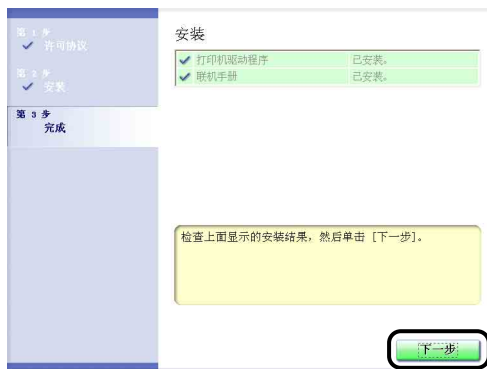 第 1 步
许可协议
第 2 步
安装
第 3 步
完成
安装
打印机驱动程序 已安装。
联机手册 已安装。
检查上面显示的安装结果，然后单击 [下一步]。
下一步